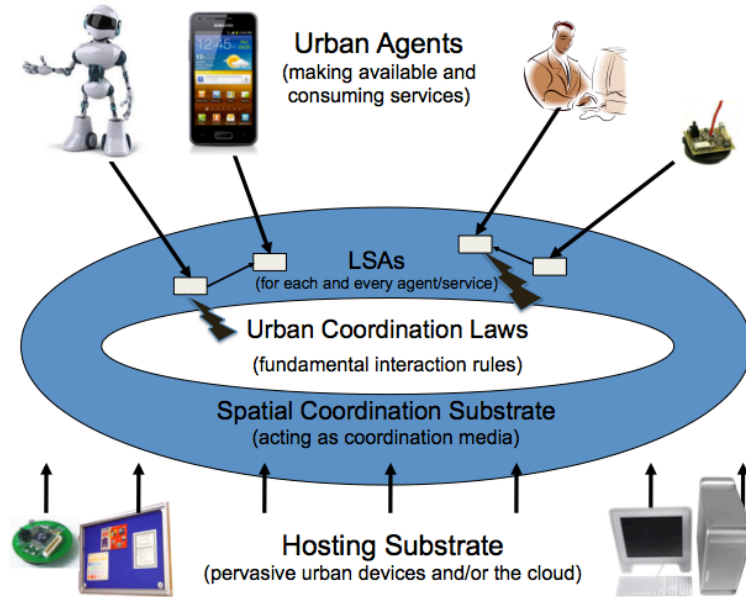 Urban Agents
(making available and
consuming services)
LSAs
(for each and every agent/service)
Urban Coordination Laws
(fundamental interaction rules)
Spatial Coordination Substrate
(acting as coordination media)
Hosting Substrate
(pervasive urban devices and/or the cloud)